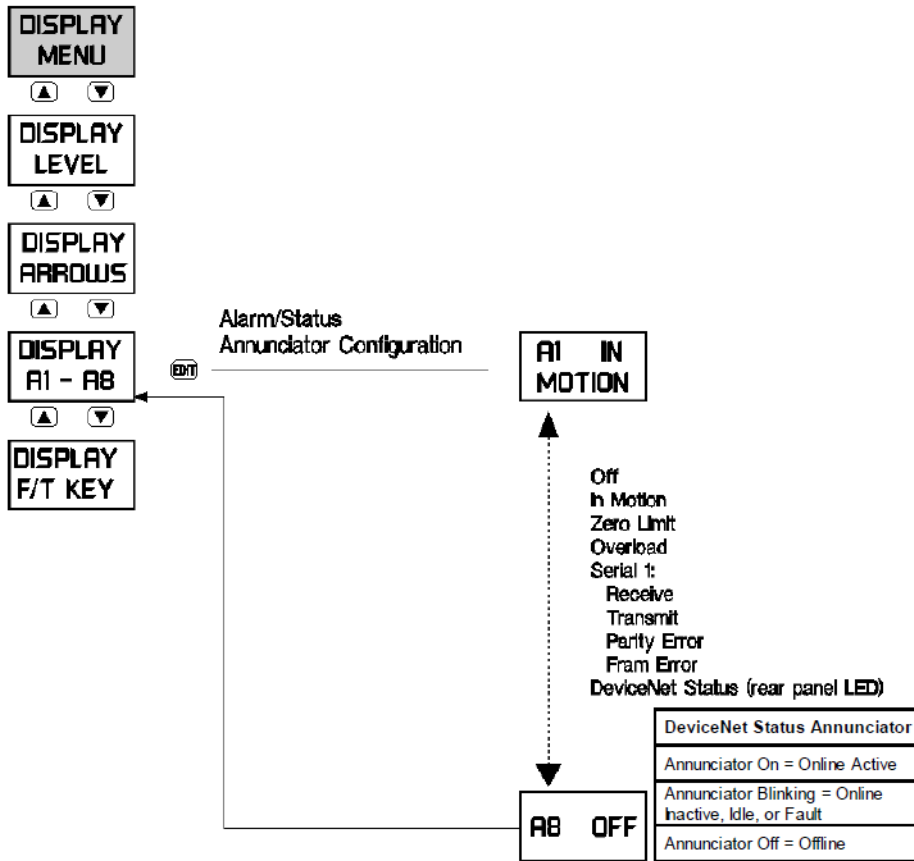 DISPLAY
MENU
DISPLAY
LEVEL
DISPLAY
ARROWS
DISPLAY
A1 - A8
EDIT
Alarm/Status
Annunciator Configuration
DISPLAY
F/T KEY
A1 IN
MOTION
Off
In Motion
Zero Limit
Overload
Serial 1:
Receive
Transmit
Parity Error
Fram Error
DeviceNet Status (rear panel LED)
A8 OFF
DeviceNet Status Annunciator
Annunciator On = Online Active
Annunciator Blinking = Online
Inactive, Idle, or Fault
Annunciator Off = Offline